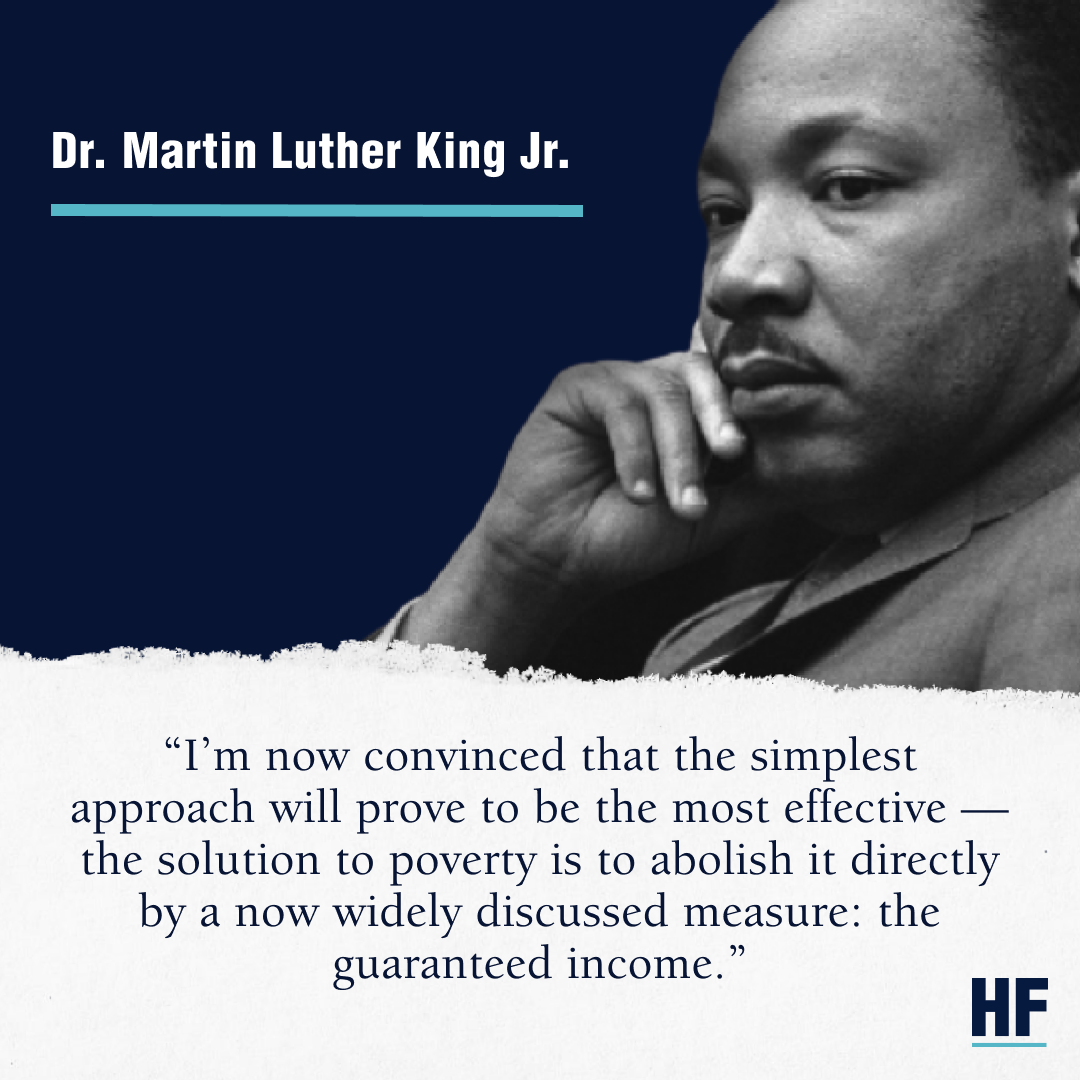 Dr. Martin Luther King Jr.
“I’m now convinced that the simplest
approach will prove to be the most effective —
the solution to poverty is to abolish it directly
by a now widely discussed measure: the
guaranteed income.”
HF